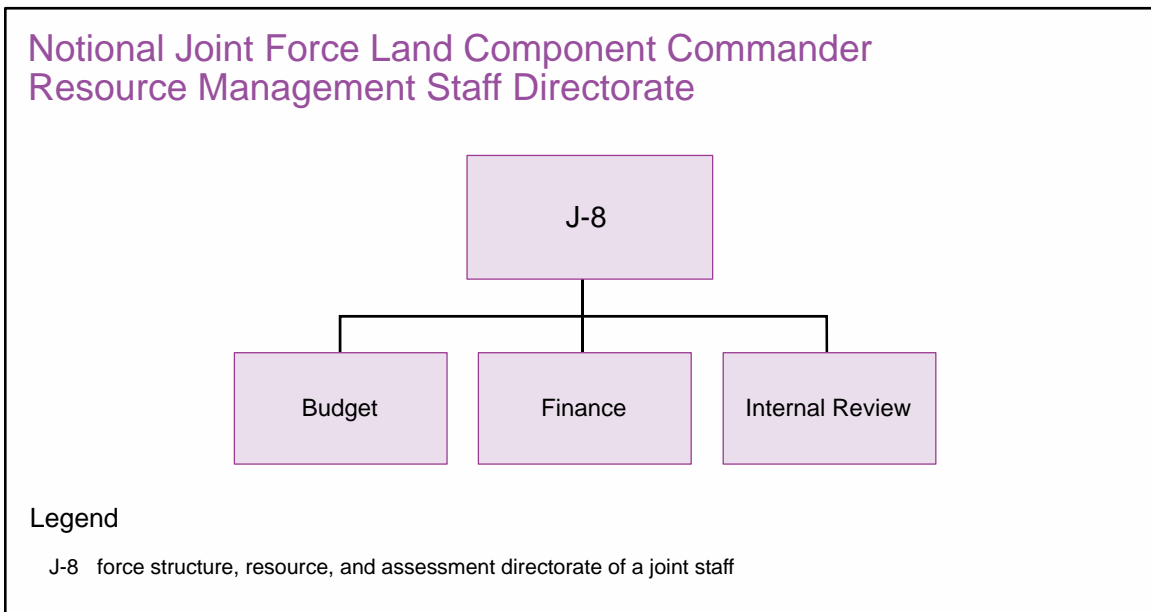 Notional Joint Force Land Component Commander
Resource Management Staff Directorate
J-8
Budget
Finance
Internal Review
Legend
J-8 force structure, resource, and assessment directorate of a joint staff